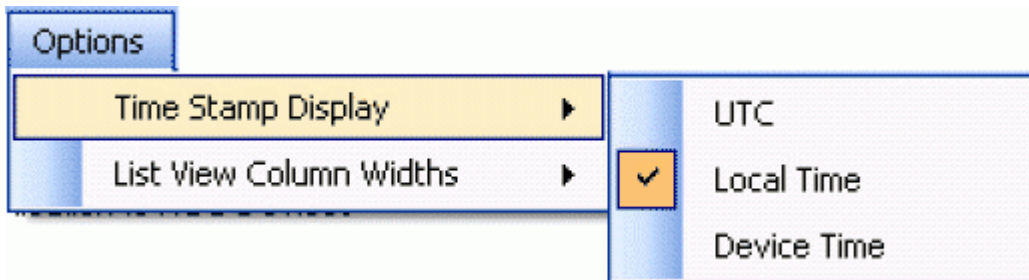 Options
Time Stamp Display
List View Column Widths
UTC
Local Time
Device Time